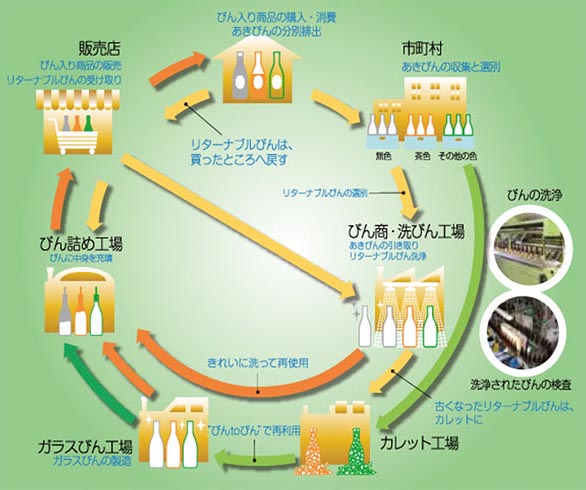 びん入り商品の購入・消費
あきびんの分別排出
販売店
びん入り商品の販売
リターナブルびんの受け取り
市町村
あきびんの収集と選別
無色
茶色
その他の色
リターナブルびんは、
買ったところへ戻す
リターナブルびんの選別
びんの洗浄
びん商・洗びん工場
あきびんの引き取り
リターナブルびん洗浄
びん詰め工場
びんに中身を充填
きれいに洗って再使用
洗浄されたびんの検査
古くなったリターナブルびんは、
カレットに
ガラスびん工場
ガラスびんの製造
"びんtoびん"で再利用
カレット工場